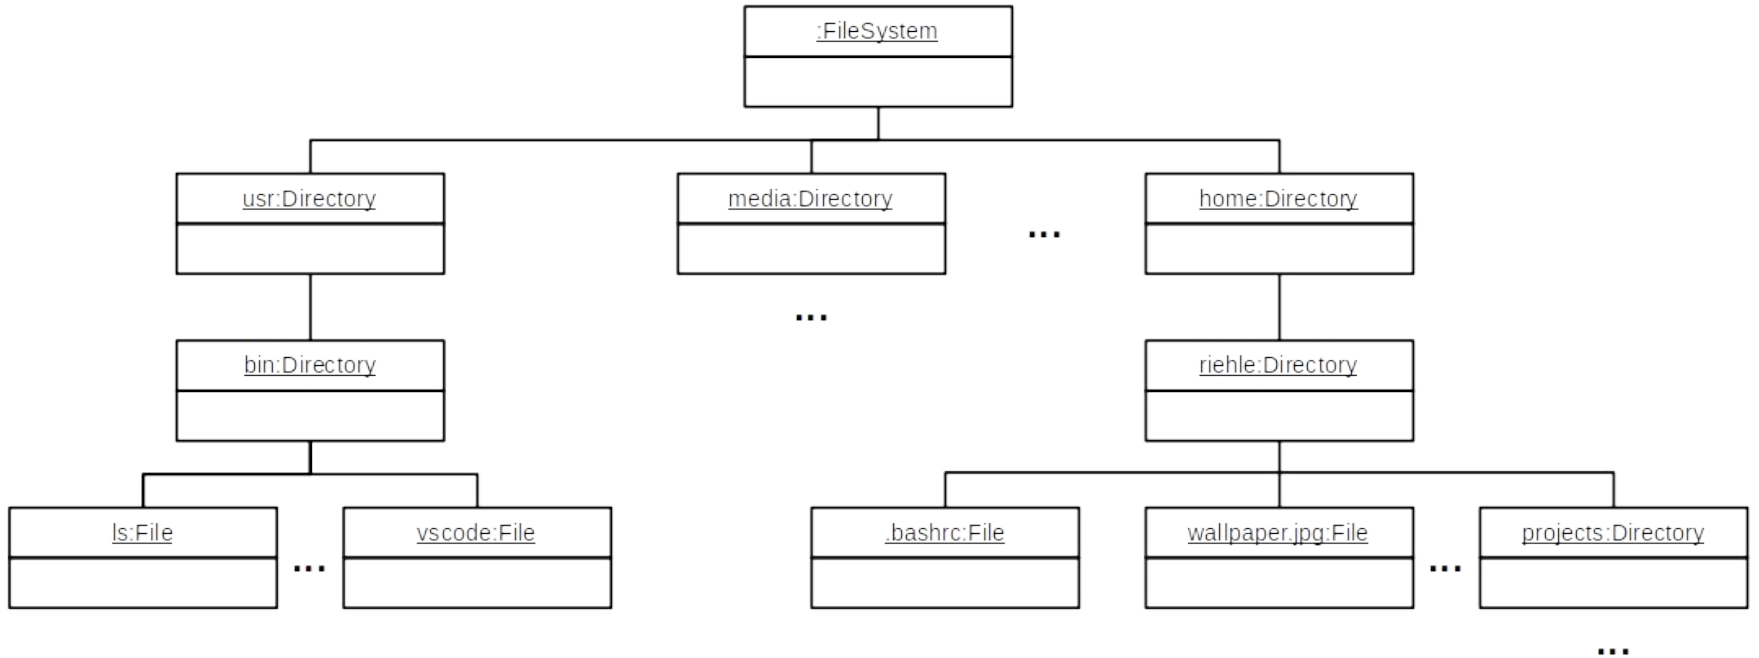 :FileSystem
usr:Directory
media:Directory
...
home:Directory
...
bin:Directory
riehle:Directory
ls:File
...
vscode:File
.bashrc:File
wallpaper.jpg:File
...
projects:Directory
...